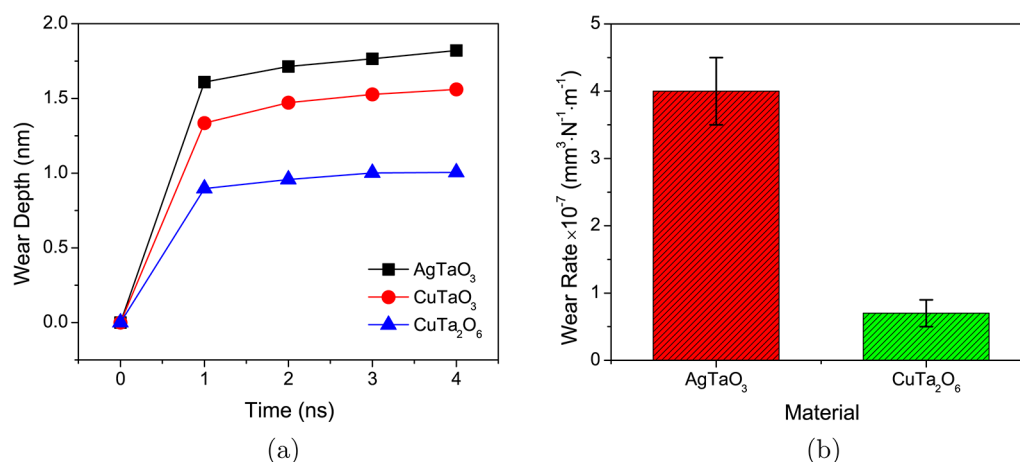 2.0
1.5
1.0
0.5
0.0
Wear Depth (nm)
AgTaO₃
CuTaO₃
CuTa₂O₆
0 1 2 3 4
Time (ns)
(a)
5
4
3
2
1
0
Wear Rate×10⁻⁷ (mm³·N⁻¹·m⁻¹)
AgTaO₃ CuTa₂O₆
Material
(b)